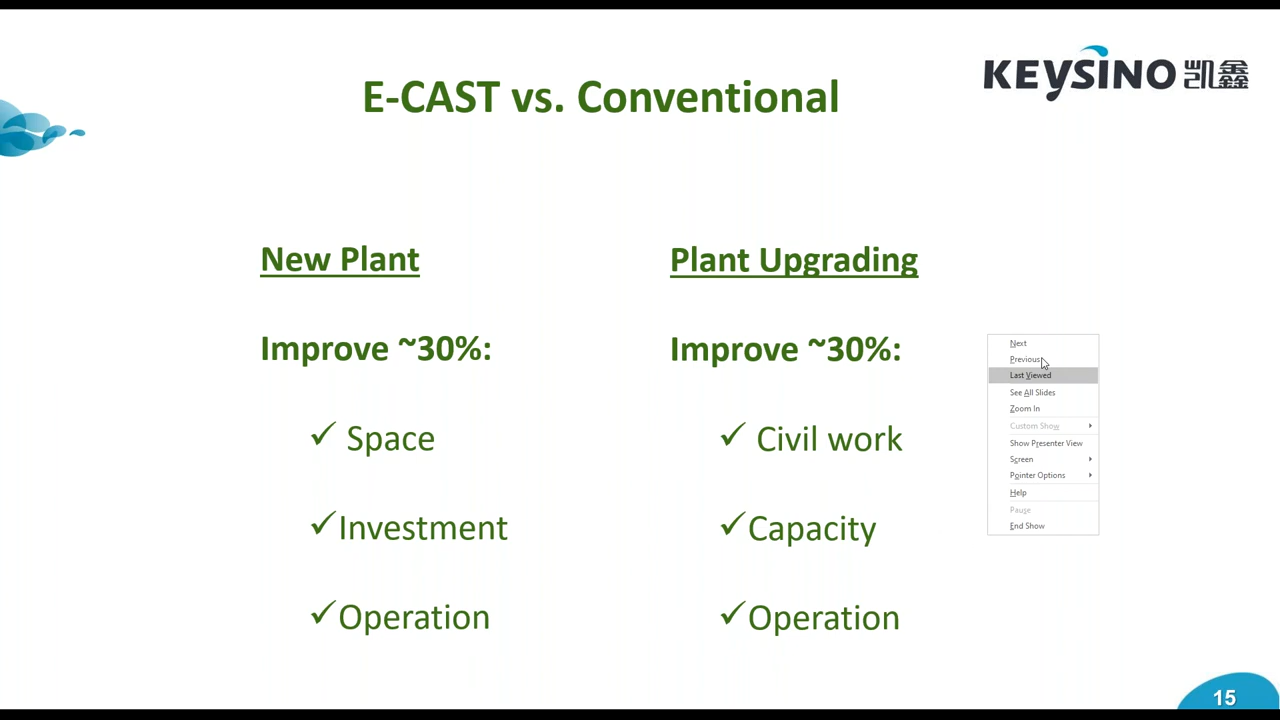 KEYSINO 凯鑫
E-CAST vs. Conventional
New Plant
Improve ~30%:
✓ Space
✓Investment
✓Operation
Plant Upgrading
Improve ~30%:
✓ Civil work
✓Capacity
✓Operation
Next
Previous
Last Viewed
See All Slides
Zoom In
Custom Show
Show Presenter View
Screen
Pointer Options
Help
Pause
End Show
15